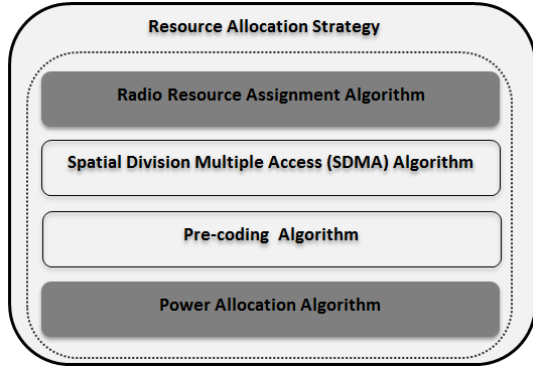 Resource Allocation Strategy
Radio Resource Assignment Algorithm
Spatial Division Multiple Access (SDMA) Algorithm
Pre-coding Algorithm
Power Allocation Algorithm